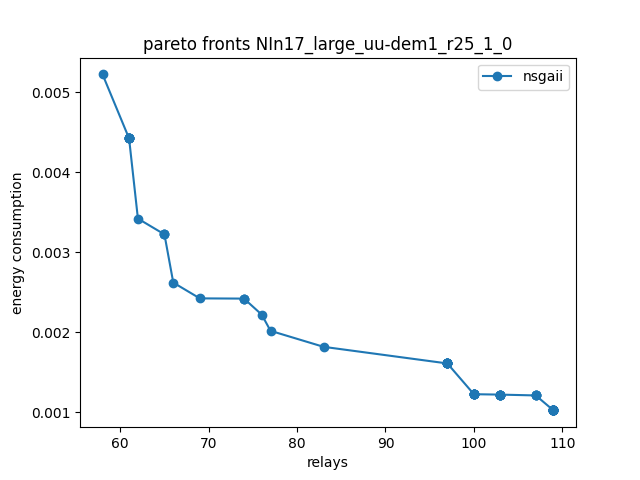 pareto fronts NIn17_large_uu-dem1_r25_1_0
nsgaii
0.005
0.004
0.003
0.002
0.001
energy consumption
60 70 80 90 100 110
relays